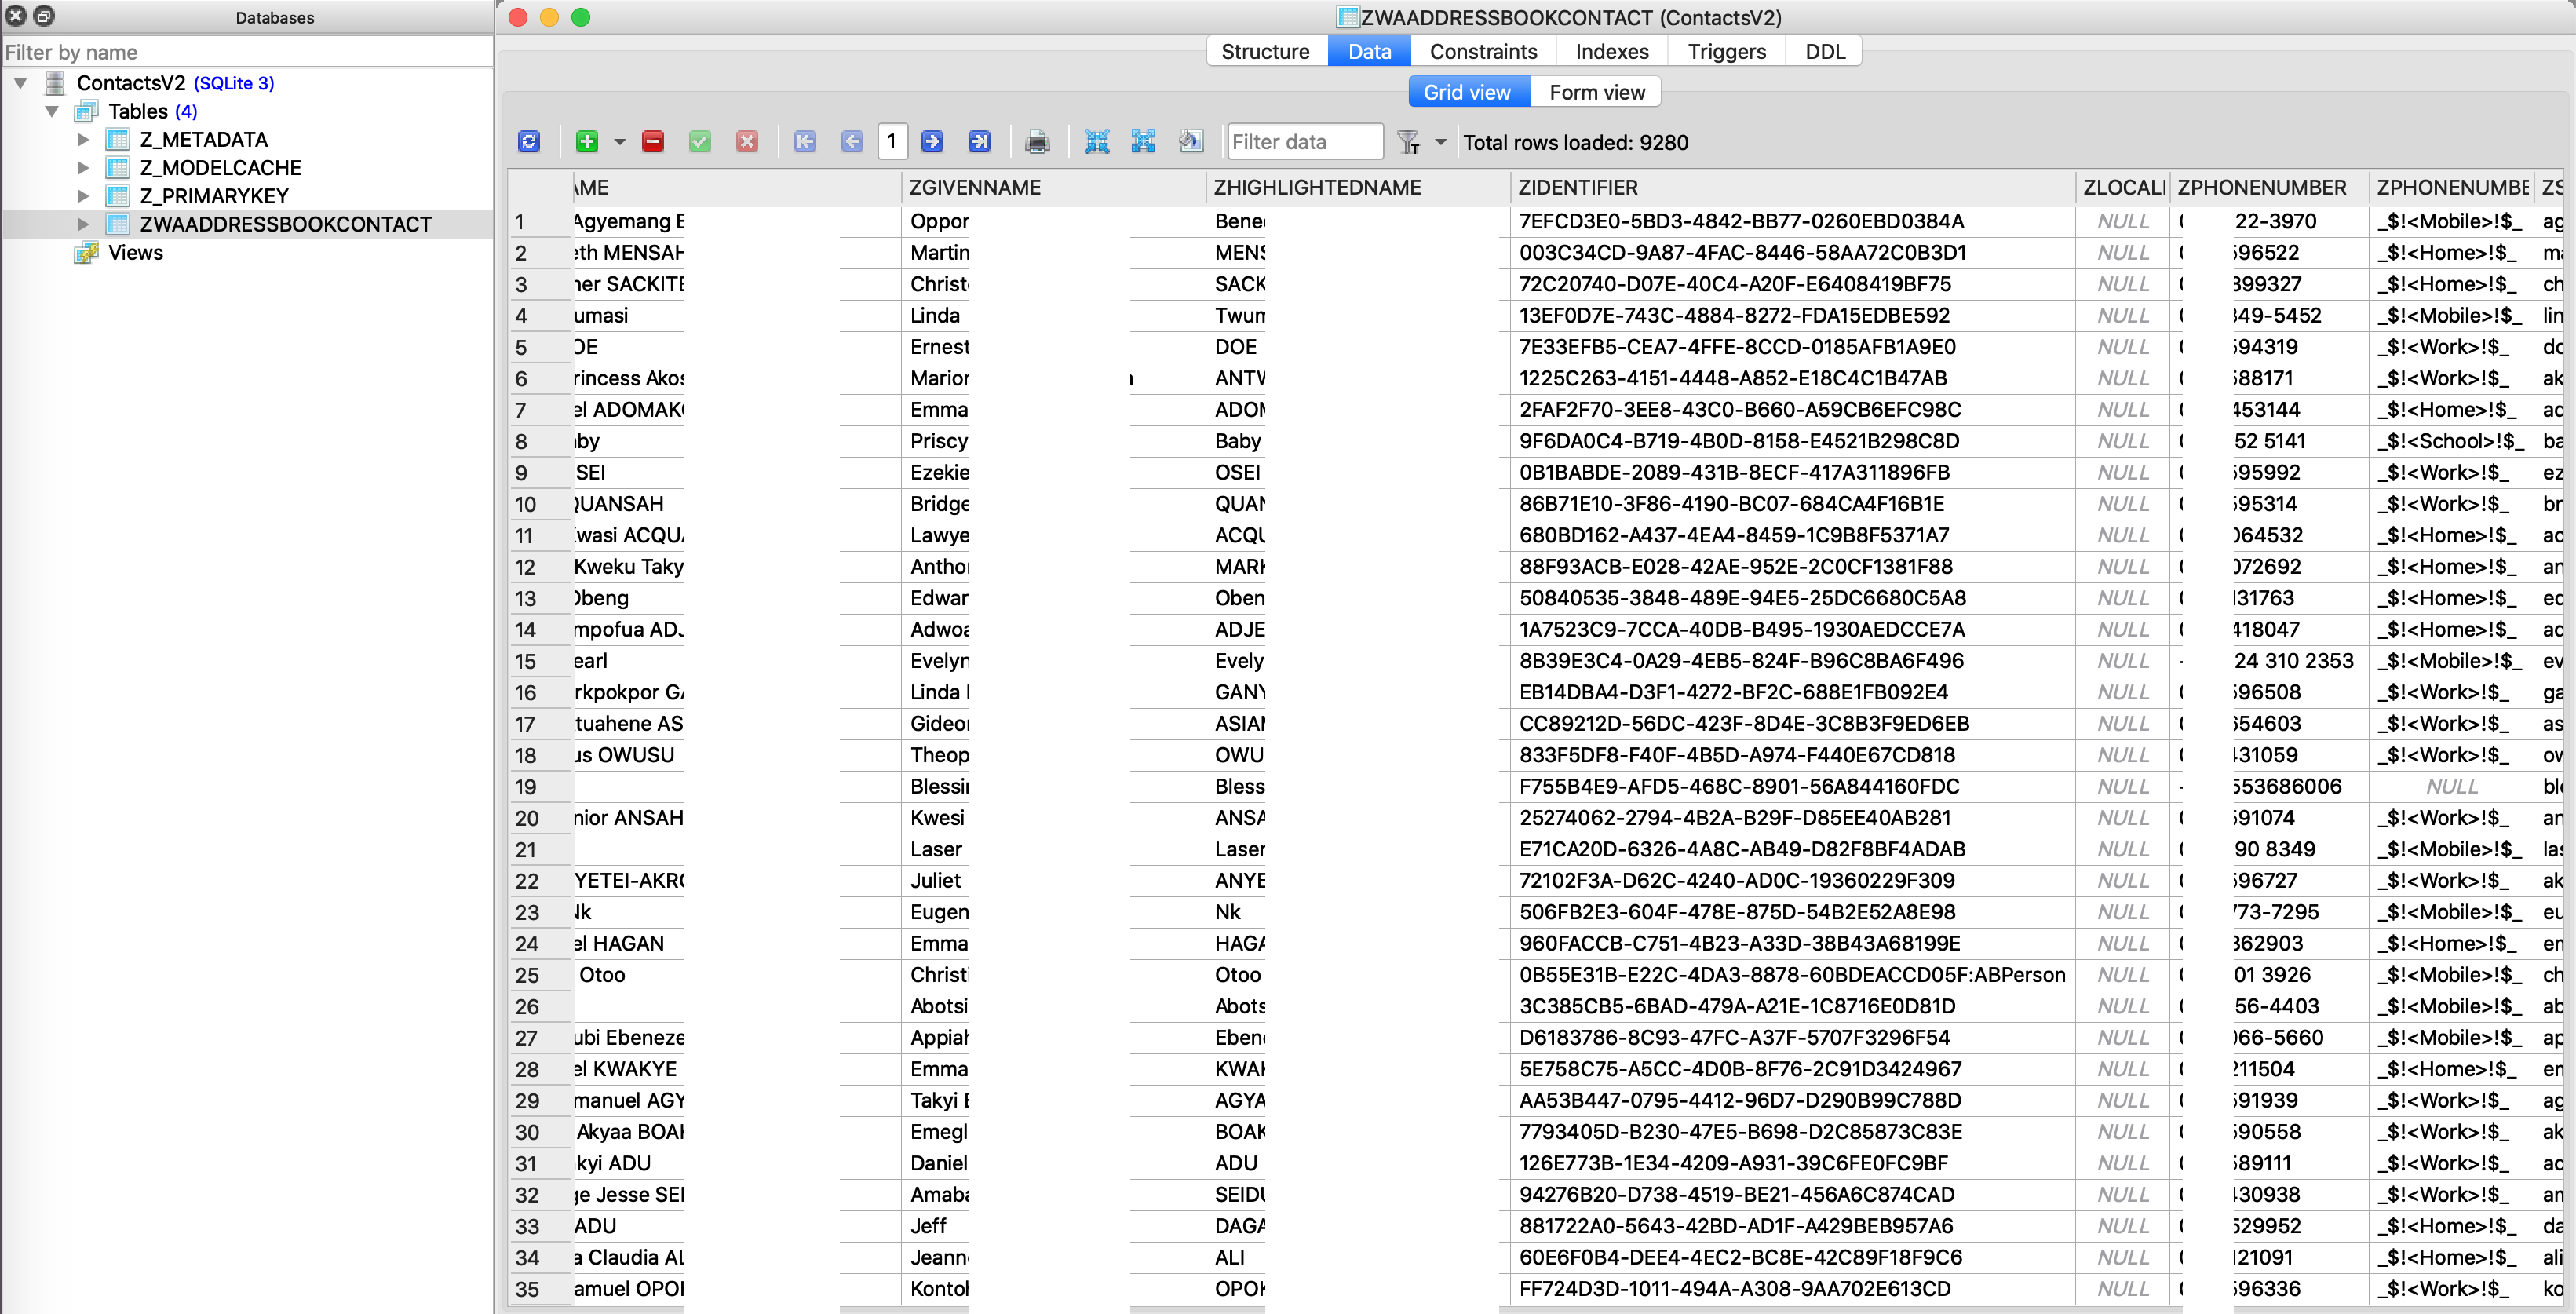 Databases
ZWAADDRESSBOOKCONTACT (ContactsV2)
Filter by name
Structure Data Constraints Indexes Triggers DDL
ContactsV2 (SQLite 3)
Grid view Form view
Tables (4)
Z_METADATA
Z_MODELCACHE
Z_PRIMARYKEY
ZWAADDRESSBOOKCONTACT
Views
1 Filter data Total rows loaded: 9280
AME ZGIVENNAME ZHIGHLIGHTEDNAME ZIDENTIFIER ZLOCALI ZPHONENUMBER ZPHONENUMBE ZS
1 Agyemang E Oppor Bene 7EFCD3E0-5BD3-4842-BB77-0260EBD0384A NULL 22-3970 _$!<Mobile>!$_ ag
2 eth MENSAH Martin MENS 003C34CD-9A87-4FAC-8446-58AA72C0B3D1 NULL 596522 _$!<Home>!$_ ma
3 ner SACKITE Christ SACK 72C20740-D07E-40C4-A20F-E6408419BF75 NULL 899327 _$!<Home>!$_ ch
4 umasi Linda Twum 13EF0D7E-743C-4884-8272-FDA15EDBE592 NULL 349-5452 _$!<Mobile>!$_ lin
5 OE Ernest DOE 7E33EFB5-CEA7-4FFE-8CCD-0185AFB1A9E0 NULL 594319 _$!<Work>!$_ do
6 rincess Akos Marior ANTW 1225C263-4151-4448-A852-E18C4C1B47AB NULL 588171 _$!<Work>!$_ ak
7 el ADOMAK Emma ADOM 2FAF2F70-3EE8-43C0-B660-A59CB6EFC98C NULL 453144 _$!<Home>!$_ ad
8 by Priscy Baby 9F6DA0C4-B719-4B0D-8158-E4521B298C8D NULL 52 5141 _$!<School>!$_ ba
9 SEI Ezekie OSEI 0B1BABDE-2089-431B-8ECF-417A311896FB NULL 595992 _$!<Work>!$_ ez
10 QUANSAH Bridge QUAN 86B71E10-3F86-4190-BC07-684CA4F16B1E NULL 595314 _$!<Work>!$_ br
11 Kwasi ACQUA Lawye ACQU 680BD162-A437-4EA4-8459-1C9B8F5371A7 NULL 064532 _$!<Home>!$_ ac
12 Kweku Taky Antho MARK 88F93ACB-E028-42AE-952E-2C0CF1381F88 NULL 072692 _$!<Home>!$_ an
13 Obeng Edwar Oben 50840535-3848-489E-94E5-25DC6680C5A8 NULL 131763 _$!<Home>!$_ ed
14 mpofua ADJ Adwoa ADJE 1A7523C9-7CCA-40DB-B495-1930AEDCCE7A NULL 418047 _$!<Home>!$_ ad
15 earl Evelyn Evely 8B39E3C4-0A29-4EB5-824F-B96C8BA6F496 NULL 24 310 2353 _$!<Mobile>!$_ ev
16 rkpokpor GA Linda GANY EB14DBA4-D3F1-4272-BF2C-688E1FB092E4 NULL 596508 _$!<Work>!$_ ga
17 tuahene AS Gideon ASIAM CC89212D-56DC-423F-8D4E-3C8B3F9ED6EB NULL 654603 _$!<Work>!$_ as
18 us OWUSU Theop OWU 833F5DF8-F40F-4B5D-A974-F440E67CD818 NULL 431059 _$!<Work>!$_ ow
19 Blessin Bless F755B4E9-AFD5-468C-8901-56A844160FDC NULL 553686006 NULL ble
20 nior ANSAH Kwesi ANSA 25274062-2794-4B2A-B29F-D85EE40AB281 NULL 591074 _$!<Work>!$_ an
21 Laser Laser E71CA20D-6326-4A8C-AB49-D82F8BF4ADAB NULL 90 8349 _$!<Mobile>!$_ las
22 YETEI-AKRO Juliet ANYE 72102F3A-D62C-4240-AD0C-19360229F309 NULL 596727 _$!<Work>!$_ ak
23 Nk Eugen Nk 506FB2E3-604F-478E-875D-54B2E52A8E98 NULL 773-7295 _$!<Mobile>!$_ eu
24 el HAGAN Emma HAGA 960FACCB-C751-4B23-A33D-38B43A68199E NULL 362903 _$!<Home>!$_ em
25 Otoo Christi Otoo 0B55E31B-E22C-4DA3-8878-60BDEACCD05F:ABPerson NULL 01 3926 _$!<Mobile>!$_ ch
26 Abotsi Abots 3C385CB5-6BAD-479A-A21E-1C8716E0D81D NULL 56-4403 _$!<Mobile>!$_ ab
27 ubi Ebeneze Appiah Eben D6183786-8C93-47FC-A37F-5707F3296F54 NULL 066-5660 _$!<Mobile>!$_ ap
28 el KWAKYE Emma KWAK 5E758C75-A5CC-4D0B-8F76-2C91D3424967 NULL 211504 _$!<Home>!$_ em
29 manuel AGY Takyi AGYA AA53B447-0795-4412-96D7-D290B99C788D NULL 591939 _$!<Work>!$_ ag
30 Akyaa BOAK Emegl BOAK 7793405D-B230-47E5-B698-D2C85873C83E NULL 590558 _$!<Work>!$_ ak
31 kyi ADU Daniel ADU 126E773B-1E34-4209-A931-39C6FE0FC9BF NULL 589111 _$!<Work>!$_ ad
32 ge Jesse SEI Amaba SEIDU 94276B20-D738-4519-BE21-456A6C874CAD NULL 430938 _$!<Work>!$_ am
33 ADU Jeff DAGA 881722A0-5643-42BD-AD1F-A429BEB957A6 NULL 529952 _$!<Home>!$_ da
34 a Claudia AL Jeann ALI 60E6F0B4-DEE4-4EC2-BC8E-42C89F18F9C6 NULL 121091 _$!<Home>!$_ ali
35 amuel OPOK Kontol OPOK FF724D3D-1011-494A-A308-9AA702E613CD NULL 596336 _$!<Work>!$_ ko